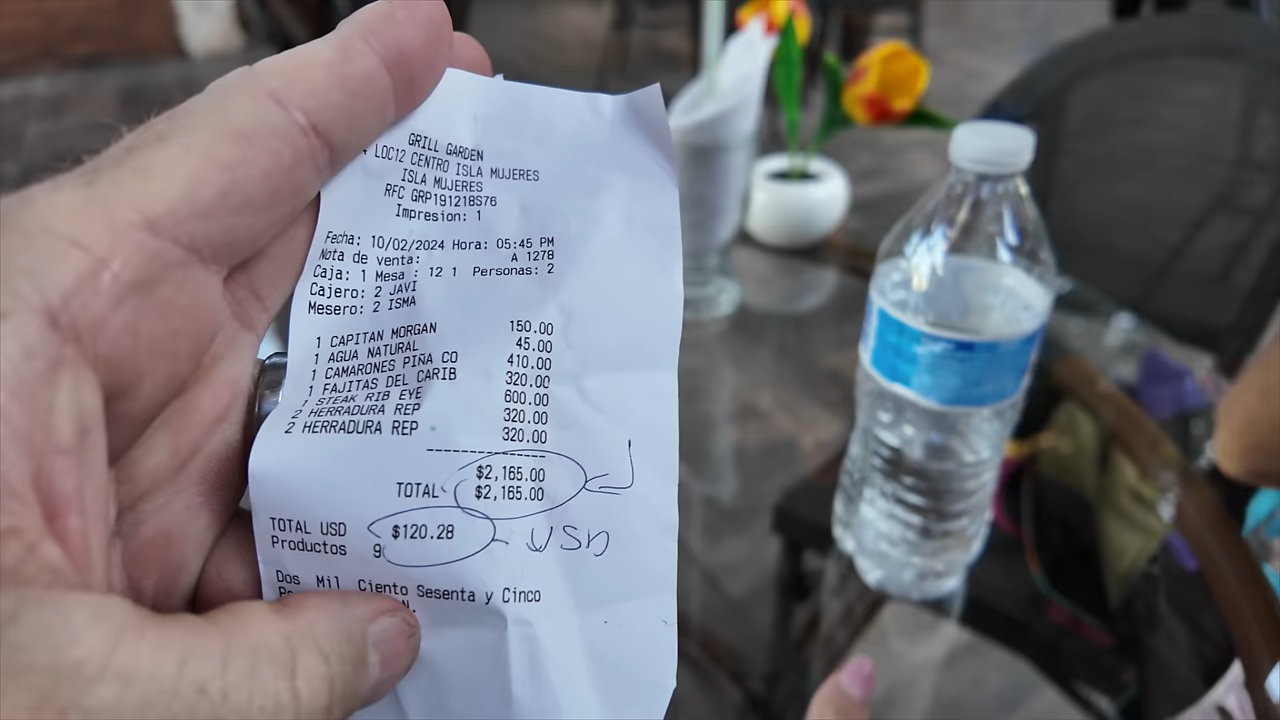 GRILL GARDEN
LOC12 CENTRO ISLA MUJERES
ISLA MUJERES
RFC GRP191218S76
Impresion: 1
Fecha: 10/02/2024 Hora: 05:45 PM
Nota de venta: A 1278
Caja: 1 Mesa : 12 1 Personas: 2
Cajero: 2 JAVI
Mesero: 2 ISMA
1 CAPITAN MORGAN 150.00
1 AGUA NATURAL 45.00
1 CAMARONES PIÑA CO 410.00
1 FAJITAS DEL CARIB 320.00
1 STEAK RIB EYE 600.00
2 HERRADURA REP 320.00
2 HERRADURA REP 320.00
$2,165.00
TOTAL $2,165.00
TOTAL USD $120.28 USD
Productos 9
Dos Mil Ciento Sesenta y Cinco